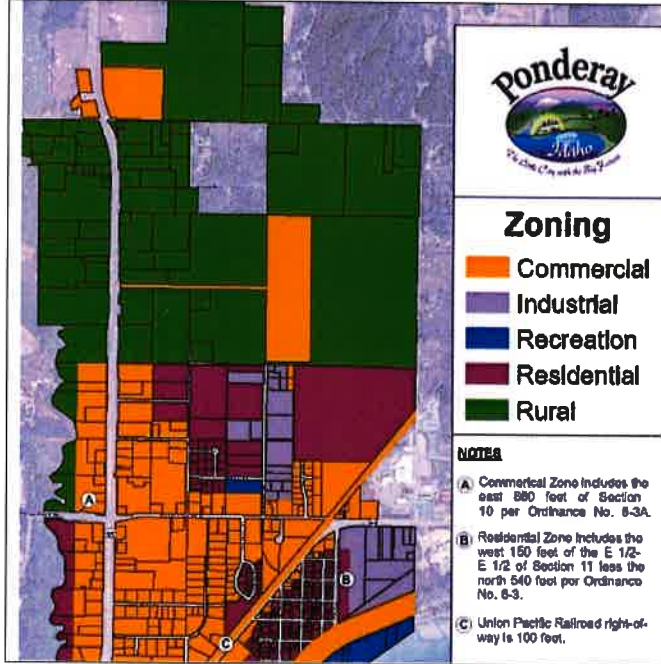 Ponderay
Idaho
The Little City with the Big Future
Zoning
Commercial
Industrial
Recreation
Residential
Rural
NOTES
A Commerical Zone includes the
east 660 feet of Section
10 per Ordinance No. 6-3A.
B Residential Zone includes the
west 150 feet of the E 1/2-
E 1/2 of Section 11 less the
north 540 feet per Ordinance
No. 6-3.
C Union Pacific Railroad right-of-
way is 100 feet.
A
B
C